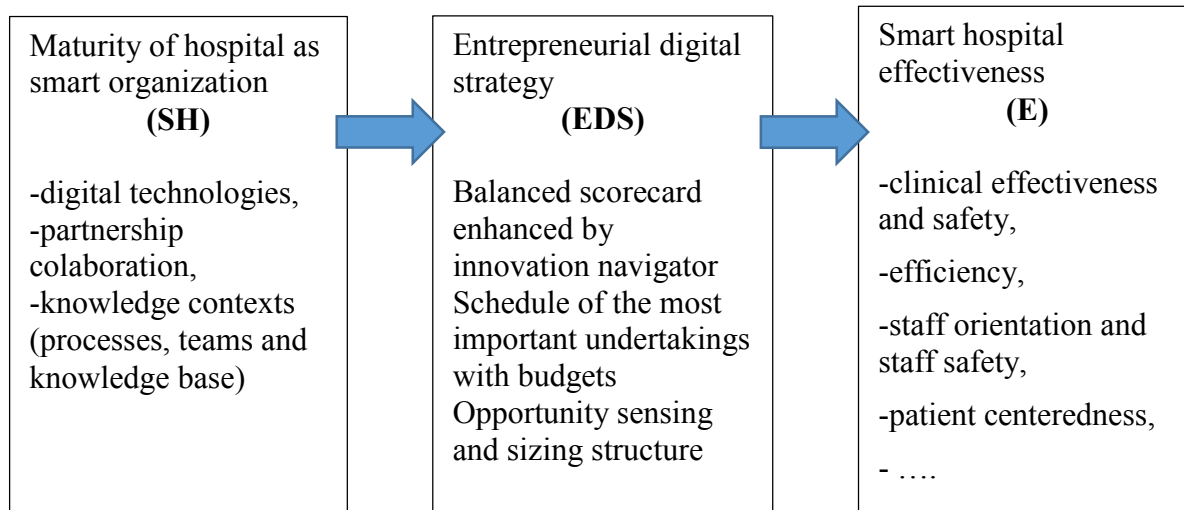 Maturity of hospital as
smart organization
(SH)
-digital technologies,
-partnership
colaboration,
-knowledge contexts
(processes, teams and
knowledge base)
Entrepreneurial digital
strategy
(EDS)
Balanced scorecard
enhanced by
innovation navigator
Schedule of the most
important undertakings
with budgets
Opportunity sensing
and sizing structure
Smart hospital
effectiveness
(E)
-clinical effectiveness
and safety,
-efficiency,
-staff orientation and
staff safety,
-patient centeredness,
- ….